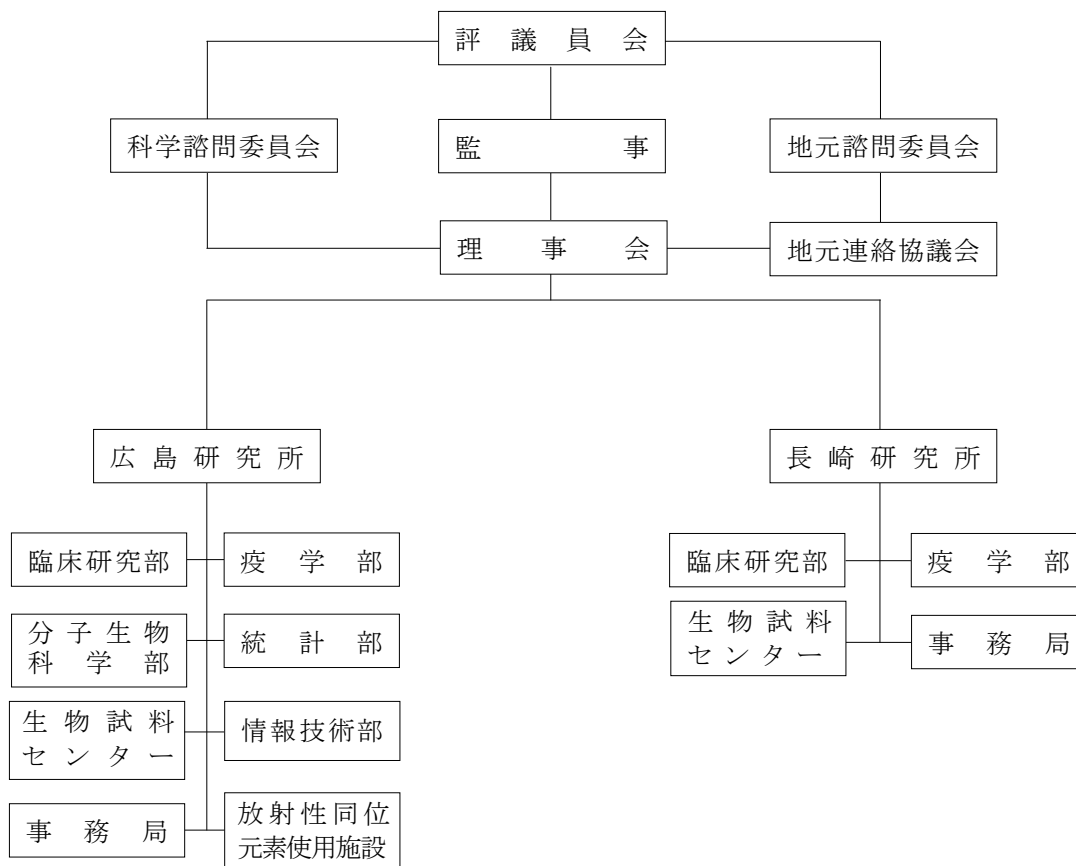 評議員会
科学諮問委員会
監事
地元諮問委員会
理事会
地元連絡協議会
広島研究所
長崎研究所
臨床研究部
疫学部
臨床研究部
疫学部
分子生物
科学部
統計部
生物試料
センター
事務局
生物試料
センター
情報技術部
事務局
放射性同位
元素使用施設